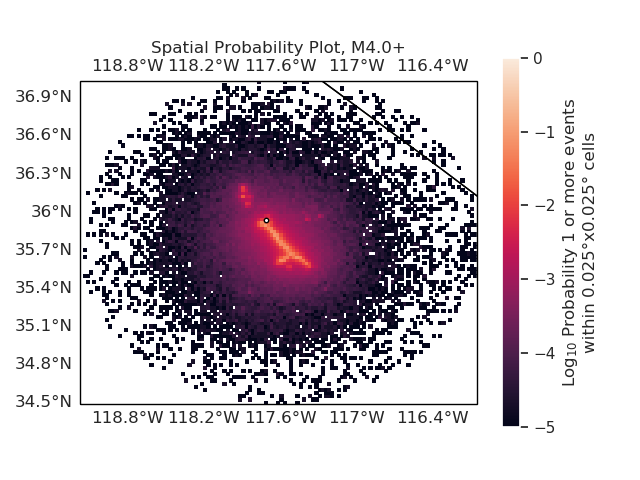 Spatial Probability Plot, M4.0+
118.8°W 118.2°W 117.6°W 117°W 116.4°W
36.9°N
36.6°N
36.3°N
36°N
35.7°N
35.4°N
35.1°N
34.8°N
34.5°N
118.8°W 118.2°W 117.6°W 117°W 116.4°W
0
−1
−2
−3
−4
−5
Log₁₀ Probability 1 or more events
within 0.025°x0.025° cells